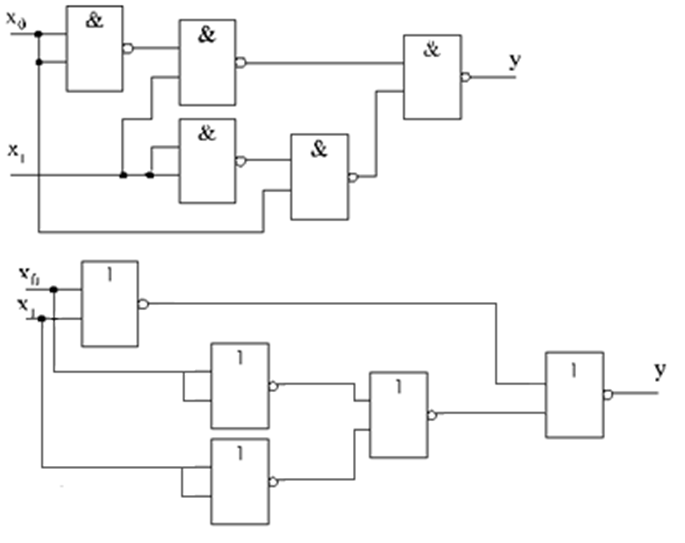 x₀ &
& &
y
x₁ & &
x₀ 1
x₁
1 1 1 y
1